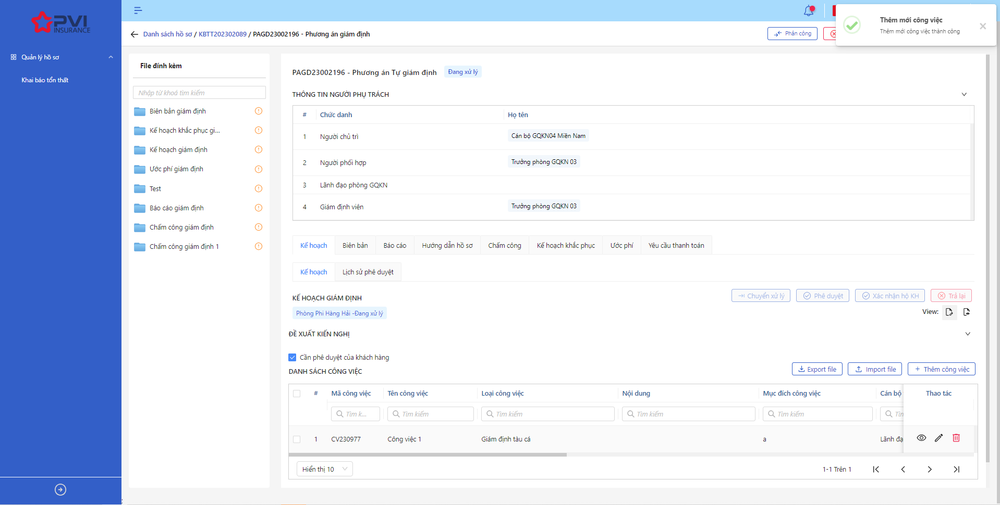 PVI
INSURANCE
Quản lý hồ sơ
Khai báo tổn thất
Danh sách hồ sơ / KBTT202302089 / PAGD23002196 - Phương án giám định
Phân công
Thêm mới công việc
Thêm mới công việc thành công
File đính kèm
Nhập từ khoá tìm kiếm
Biên bản giám định
Kế hoạch khắc phục gi...
Kế hoạch giám định
Ước phí giám định
Test
Báo cáo giám định
Chấm công giám định
Chấm công giám định 1
PAGD23002196 - Phương án Tự giám định Đang xử lý
THÔNG TIN NGƯỜI PHỤ TRÁCH
# Chức danh Họ tên
1 Người chủ trì Cán bộ GQKN04 Miền Nam
2 Người phối hợp Trưởng phòng GQKN 03
3 Lãnh đạo phòng GQKN
4 Giám định viên Trưởng phòng GQKN 03
Kế hoạch Biên bản Báo cáo Hướng dẫn hồ sơ Chấm công Kế hoạch khắc phục Ước phí Yêu cầu thanh toán
Kế hoạch Lịch sử phê duyệt
KẾ HOẠCH GIÁM ĐỊNH
Chuyển xử lý Phê duyệt Xác nhận hộ KH Trả lại
Phòng Phi Hàng Hải -Đang xử lý
View:
ĐỀ XUẤT KIẾN NGHỊ
Cần phê duyệt của khách hàng
DANH SÁCH CÔNG VIỆC
Export file Import file + Thêm công việc
# Mã công việc Tên công việc Loại công việc Nội dung Mục đích công việc Cán bộ Thao tác
Tìm k... Tìm kiếm Tìm kiếm Tìm kiếm Tìm kiếm
1 CV230977 Công việc 1 Giám định tàu cá a Lãnh
Hiển thị 10
1-1 Trên 1